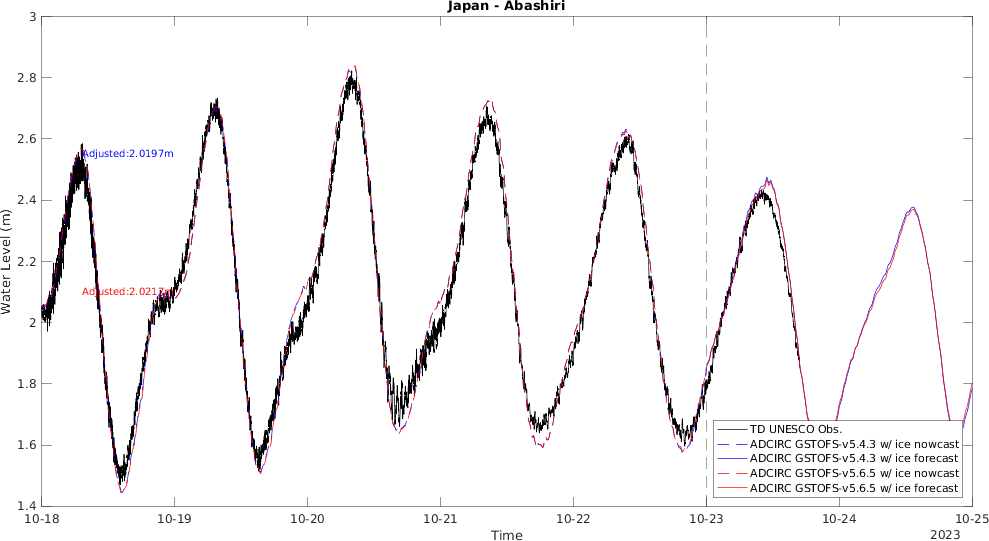 Japan - Abashiri
Water Level (m)
3
2.8
2.6
2.4
2.2
2
1.8
1.6
1.4
Adjusted:2.0197m
Adjusted:2.0217m
TD UNESCO Obs.
ADCIRC GSTOFS-v5.4.3 w/ ice nowcast
ADCIRC GSTOFS-v5.4.3 w/ ice forecast
ADCIRC GSTOFS-v5.6.5 w/ ice nowcast
ADCIRC GSTOFS-v5.6.5 w/ ice forecast
10-18 10-19 10-20 10-21 10-22 10-23 10-24 10-25
Time
2023